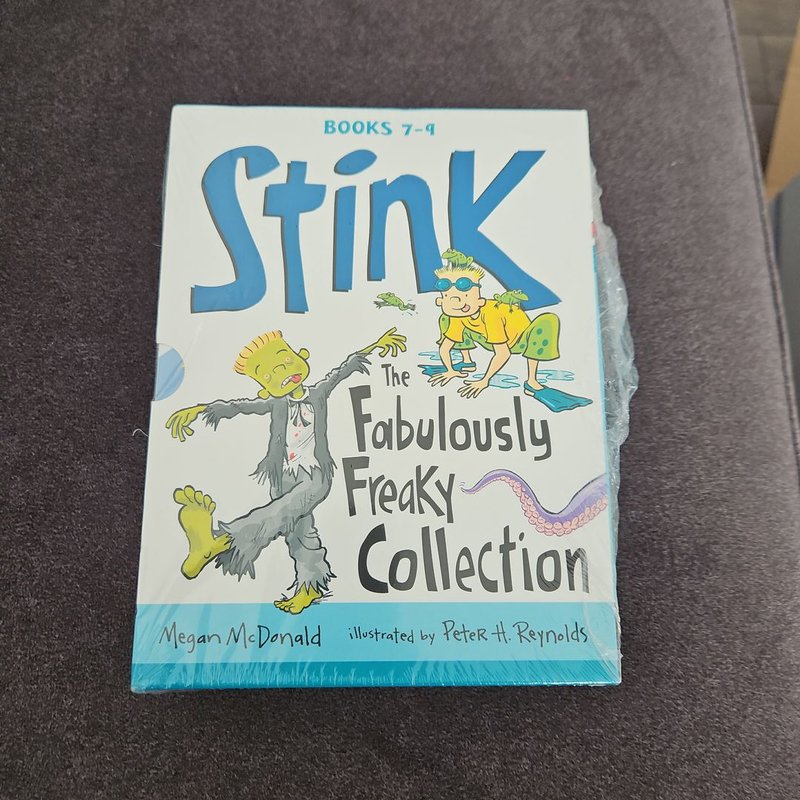 BOOKS 7-9
Stink
The
Fabulously
Freaky
Collection
Megan McDonald illustrated by Peter H. Reynolds